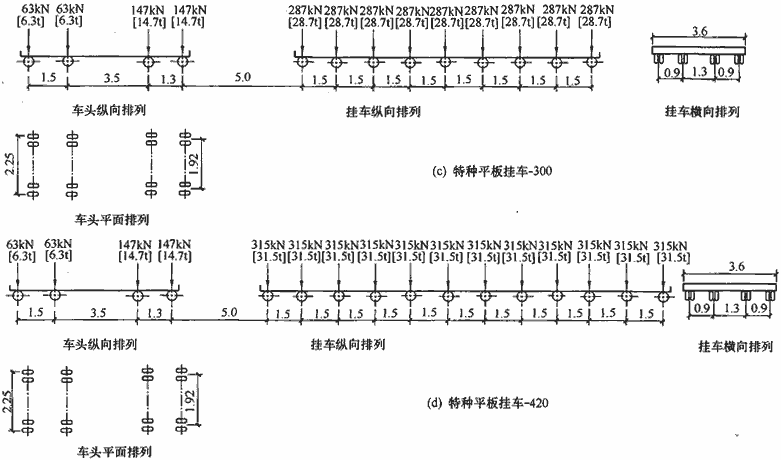 63kN 63kN 147kN 147kN 287kN 287kN 287kN 287kN 287kN 287kN 287kN 287kN 287kN
[6.3t] [6.3t] [14.7t] [14.7t] [28.7t] [28.7t] [28.7t] [28.7t] [28.7t] [28.7t] [28.7t] [28.7t] [28.7t]
3.6
1.5 3.5 1.3 5.0 1.5 1.5 1.5 1.5 1.5 1.5 1.5 1.5
0.9 1.3 0.9
车头纵向排列 挂车纵向排列 挂车横向排列
2.25 1.92
(c) 特种平板挂车-300
车头平面排列
63kN 63kN 147kN 147kN 315kN 315kN 315kN 315kN 315kN 315kN 315kN 315kN 315kN 315kN 315kN 315kN
[6.3t] [6.3t] [14.7t] [14.7t] [31.5t] [31.5t] [31.5t] [31.5t] [31.5t] [31.5t] [31.5t] [31.5t] [31.5t] [31.5t] [31.5t] [31.5t]
3.6
1.5 3.5 1.3 5.0 1.5 1.5 1.5 1.5 1.5 1.5 1.5 1.5 1.5 1.5 1.5
0.9 1.3 0.9
车头纵向排列 挂车纵向排列 挂车横向排列
2.25 1.92
(d) 特种平板挂车-420
车头平面排列